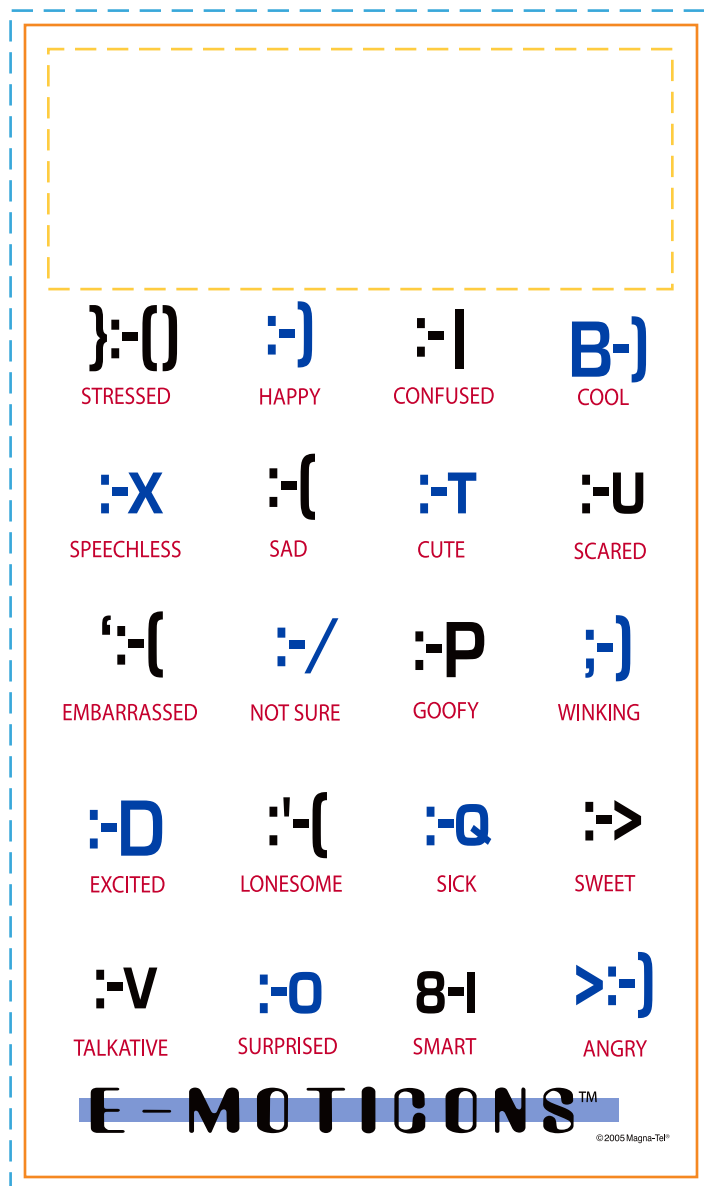 }:-() :-) :-| B-)
STRESSED HAPPY CONFUSED COOL
:-X :-( :-T :-U
SPEECHLESS SAD CUTE SCARED
‘:-( :-/ :-P ;-)
EMBARRASSED NOT SURE GOOFY WINKING
:-D :'-( :-Q :->
EXCITED LONESOME SICK SWEET
:-V :-O 8-I >:-)
TALKATIVE SURPRISED SMART ANGRY
E-MOTICONS™
©2005 Magna-Tel®